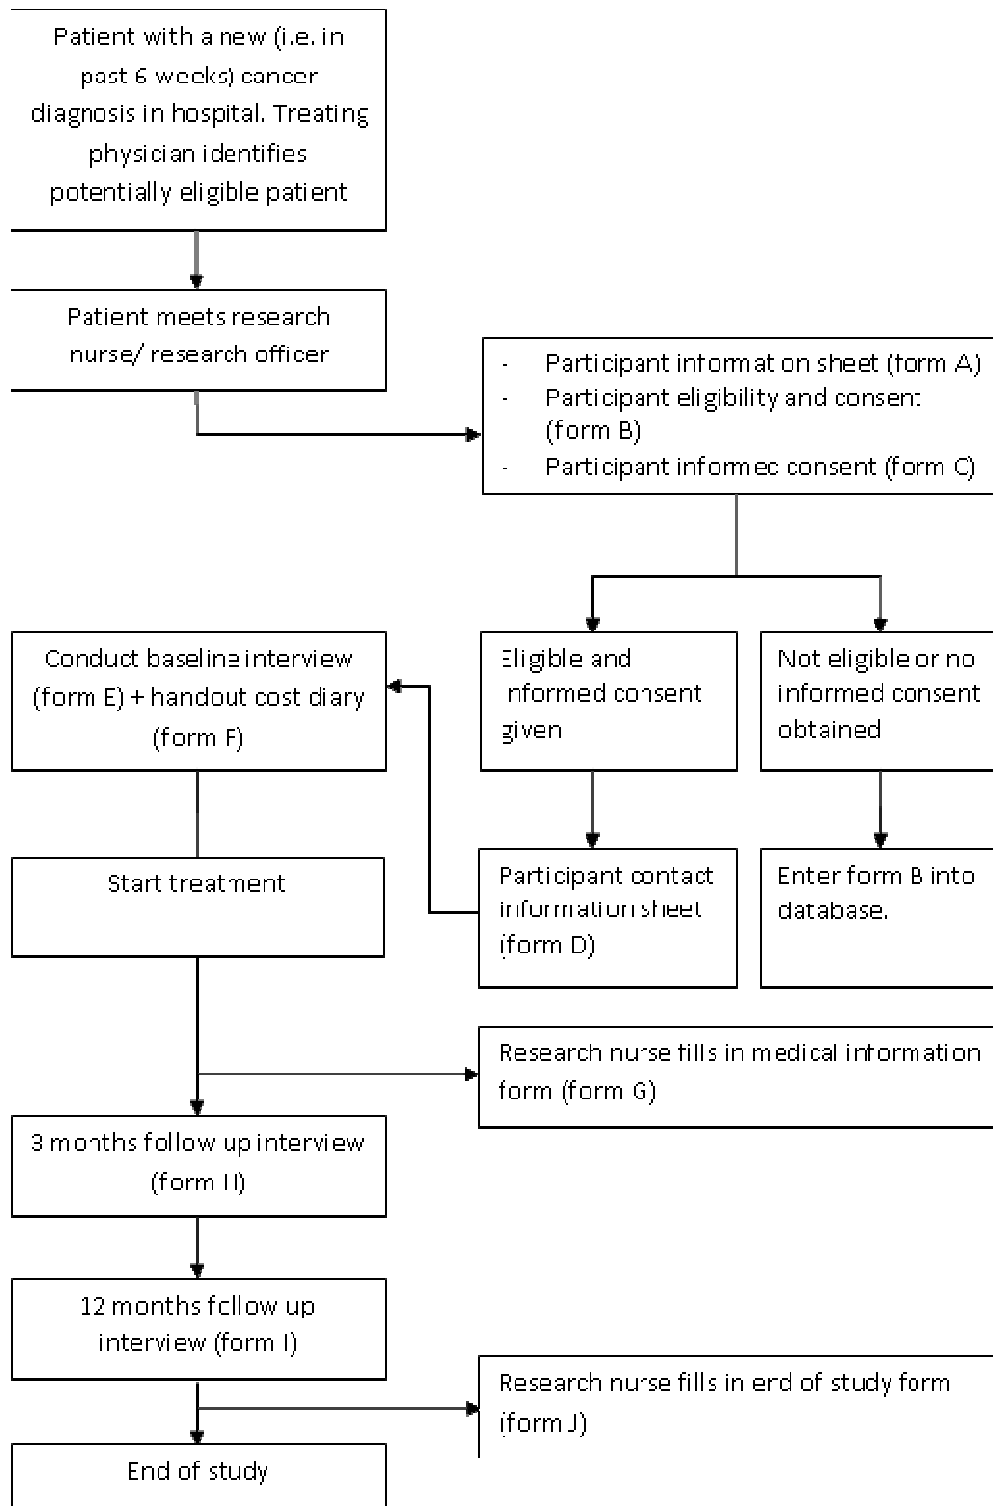 Patient with a new (i.e. in
past 6 weeks) cancer
diagnosis in hospital. Treating
physician identifies
potentially eligible patient
Patient meets research
nurse/ research officer
- Participant information sheet (form A)
- Participant eligibility and consent
(form B)
- Participant informed consent (form C)
Eligible and
informed consent
given
Not eligible or no
informed consent
obtained
Participant contact
information sheet
(form D)
Enter form B into
database.
Conduct baseline interview
(form E) + handout cost diary
(form F)
Start treatment
Research nurse fills in medical information
form (form G)
3 months follow up interview
(form H)
12 months follow up
interview (form I)
Research nurse fills in end of study form
(form J)
End of study